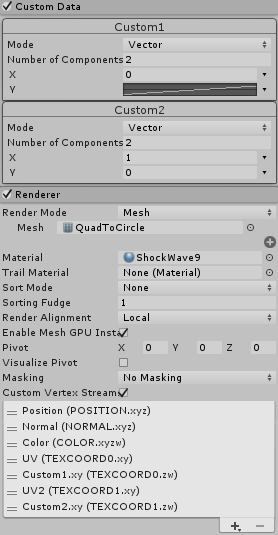 Custom Data
Custom1
Mode Vector
Number of Components 2
X 0
Y
Custom2
Mode Vector
Number of Components 2
X 1
Y 0
Renderer
Render Mode Mesh
Mesh QuadToCircle
Material ShockWave9
Trail Material None (Material)
Sort Mode None
Sorting Fudge 1
Render Alignment Local
Enable Mesh GPU Insta
Pivot X 0 Y 0 Z 0
Visualize Pivot
Masking No Masking
Custom Vertex Stream
Position (POSITION.xyz)
Normal (NORMAL.xyz)
Color (COLOR.xyzw)
UV (TEXCOORD0.xy)
Custom1.xy (TEXCOORD0.zw)
UV2 (TEXCOORD1.xy)
Custom2.xy (TEXCOORD1.zw)